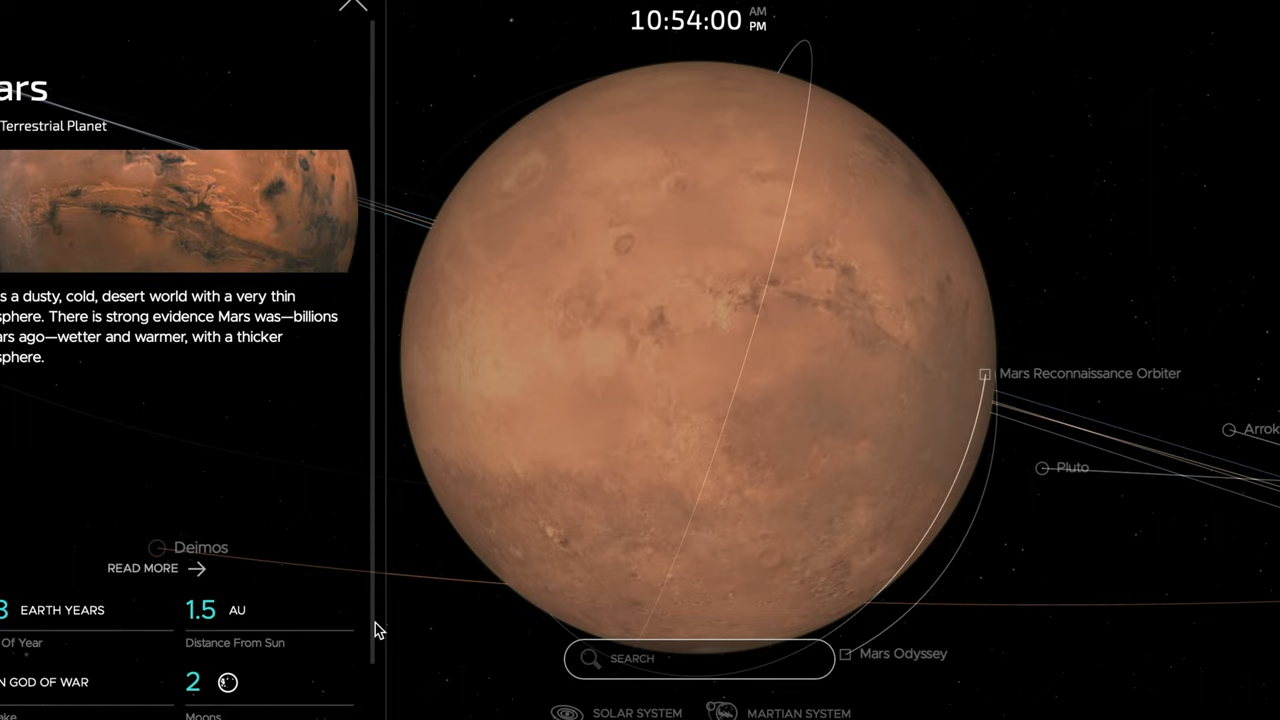 10:54:00 AM
PM
ars
Terrestrial Planet
s a dusty, cold, desert world with a very thin
sphere. There is strong evidence Mars was—billions
ars ago—wetter and warmer, with a thicker
sphere.
Mars Reconnaissance Orbiter
Arrok
Pluto
Deimos
READ MORE
3 EARTH YEARS
1.5 AU
Of Year
Distance From Sun
Mars Odyssey
SEARCH
N GOD OF WAR
2
Moons
SOLAR SYSTEM
MARTIAN SYSTEM